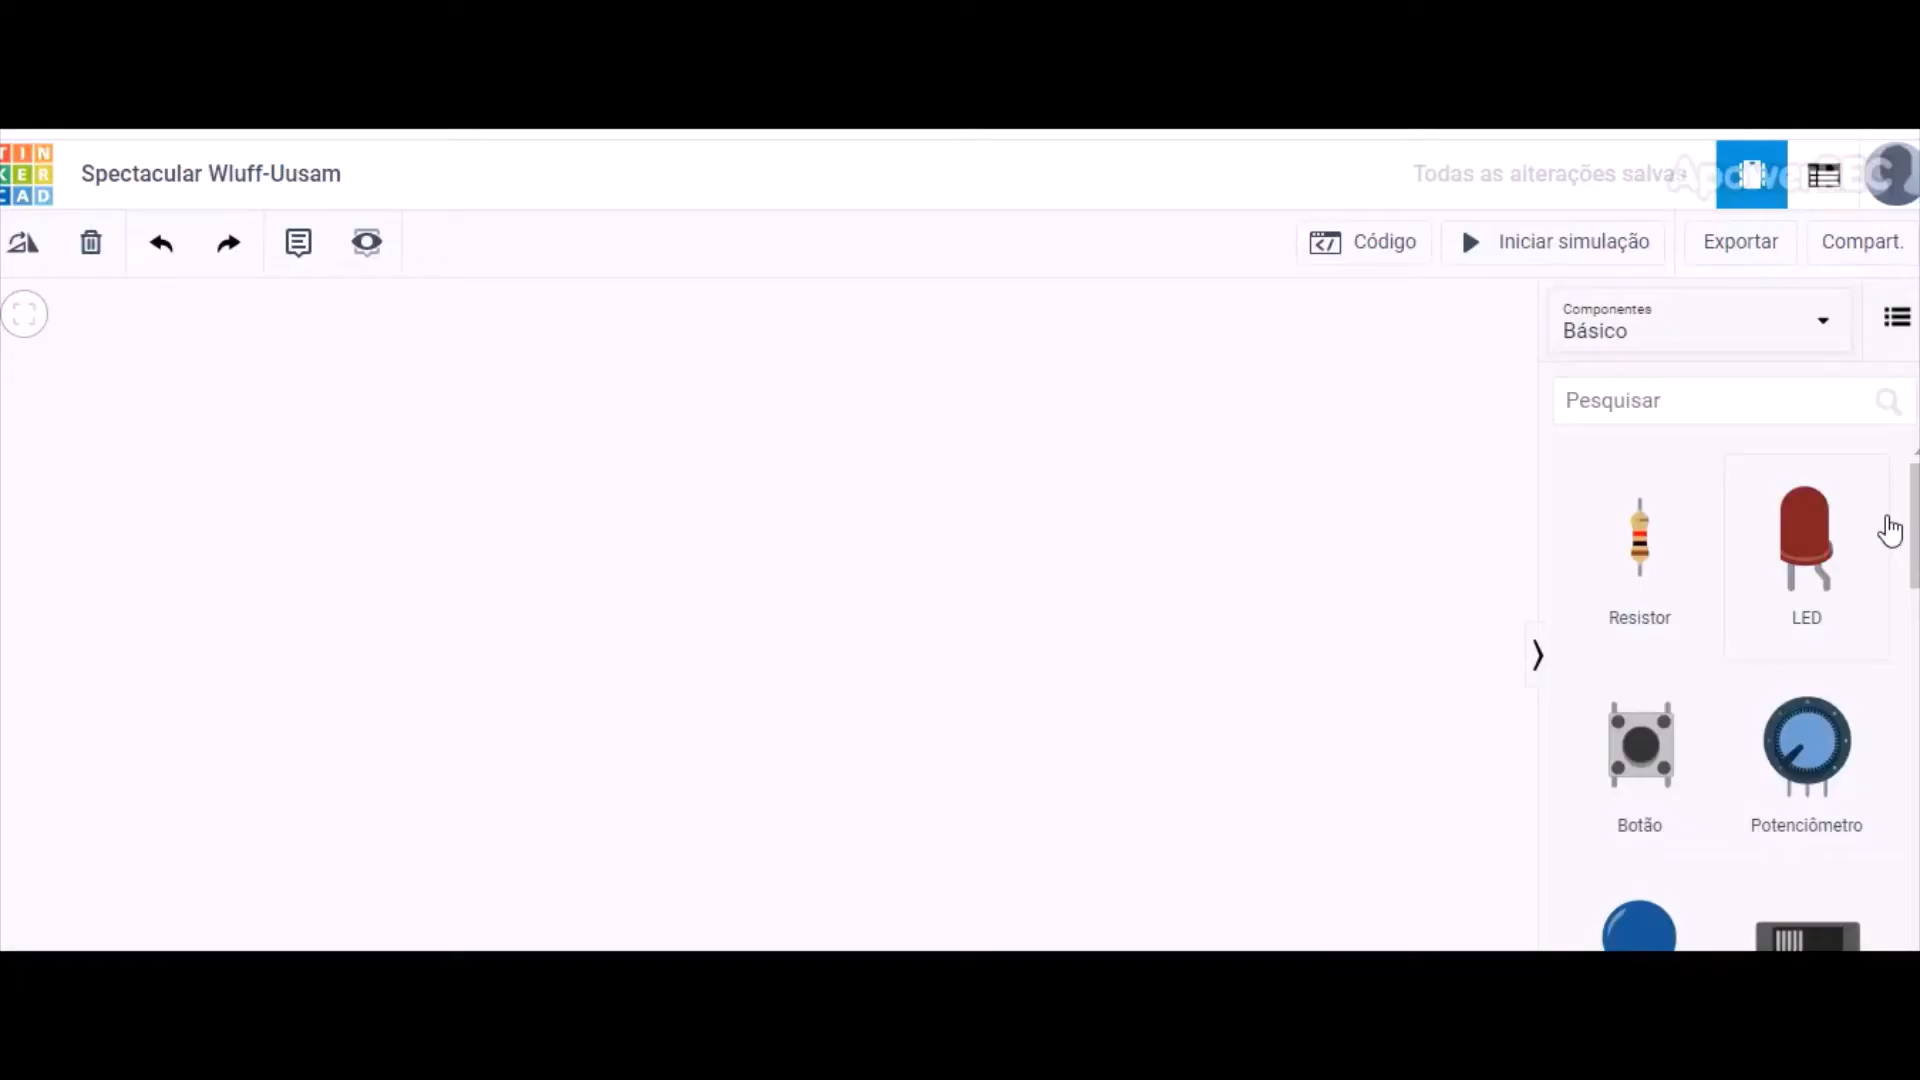 TIN
KER
CAD
Spectacular Wluff-Uusam
Todas as alterações salvas
ApowerREC
Código
Iniciar simulação
Exportar
Compart.
Componentes
Básico
Pesquisar
Resistor
LED
Botão
Potenciômetro